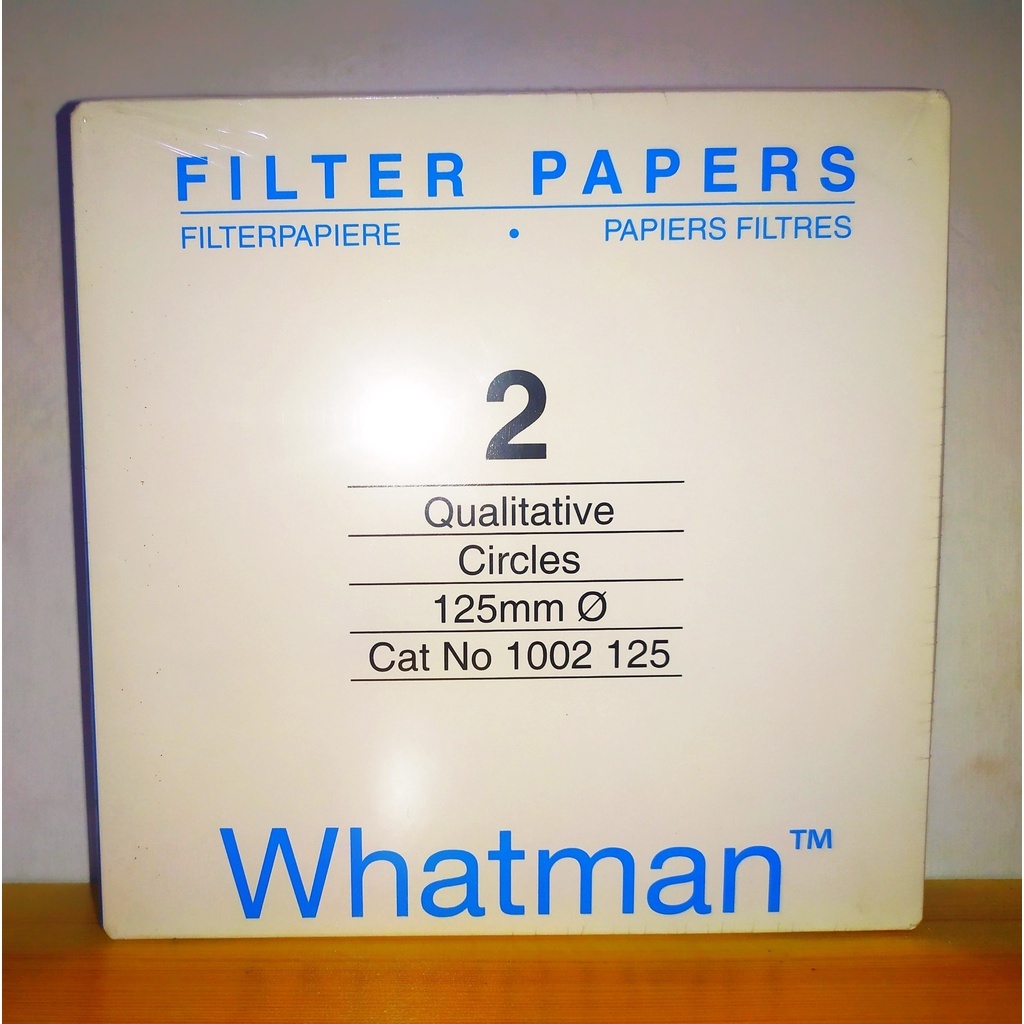 FILTER PAPERS
FILTERPAPIERE • PAPIERS FILTRES
2
Qualitative
Circles
125mm Ø
Cat No 1002 125
Whatman™